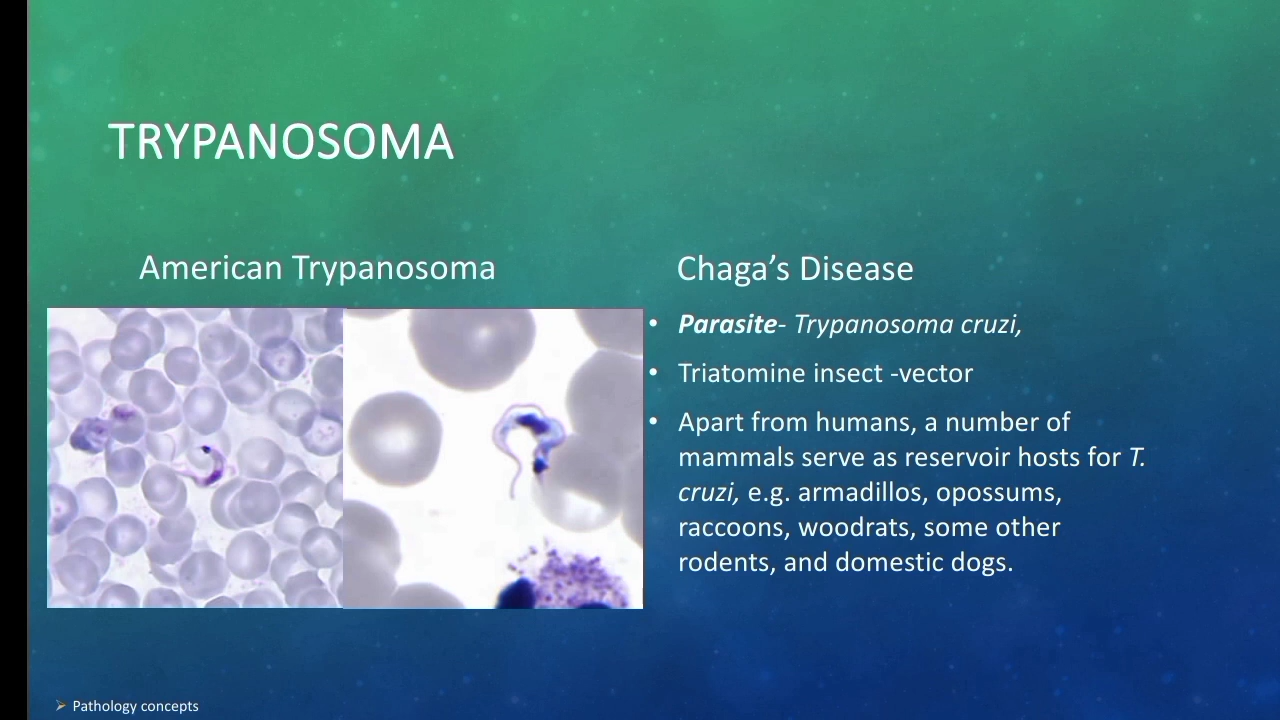 TRYPANOSOMA
American Trypanosoma
Chaga’s Disease
• Parasite- Trypanosoma cruzi,
• Triatomine insect -vector
• Apart from humans, a number of
mammals serve as reservoir hosts for T.
cruzi, e.g. armadillos, opossums,
raccoons, woodrats, some other
rodents, and domestic dogs.
➢ Pathology concepts